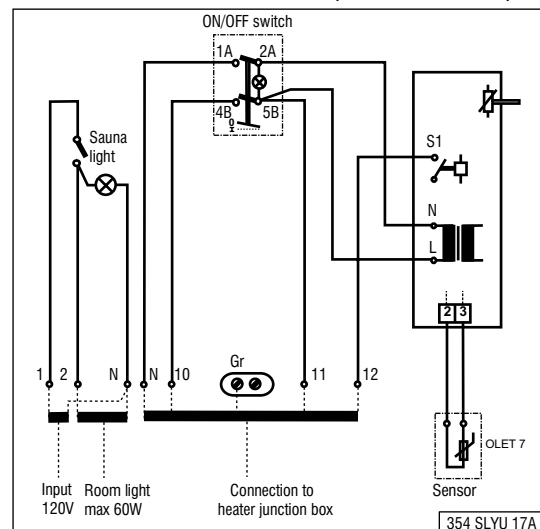 ON/OFF switch
1A 2A
4B 5B
0
I
Sauna
light
S1
N
L
2 3
1 2 N N 10 Gr 11 12
OLET 7
Input
120V
Room light
max 60W
Connection to
heater junction box
Sensor
354 SLYU 17A